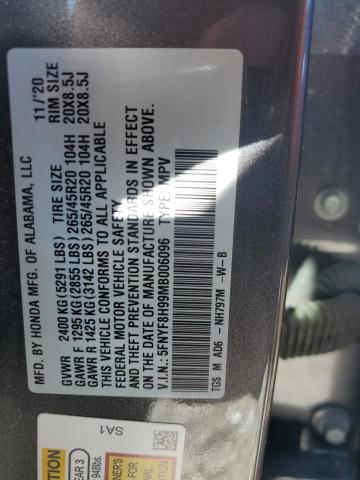 MFD. BY HONDA MFG. OF ALABAMA, LLC 11/'20
TIRE SIZE RIM SIZE
GVWR 2400 KG(5291 LBS)
GAWR F 1295 KG(2855 LBS) 265/45R20 104H 20X8.5J
GAWR R 1425 KG(3142 LBS) 265/45R20 104H 20X8.5J
THIS VEHICLE CONFORMS TO ALL APPLICABLE
FEDERAL MOTOR VEHICLE SAFETY
AND THEFT PREVENTION STANDARDS IN EFFECT
ON THE DATE OF MANUFACTURE SHOWN ABOVE.
V.I.N.: 5FNYF8H99MB006096 TYPE: MPV
TGS M AD6 - NH797M -W-B
SA1